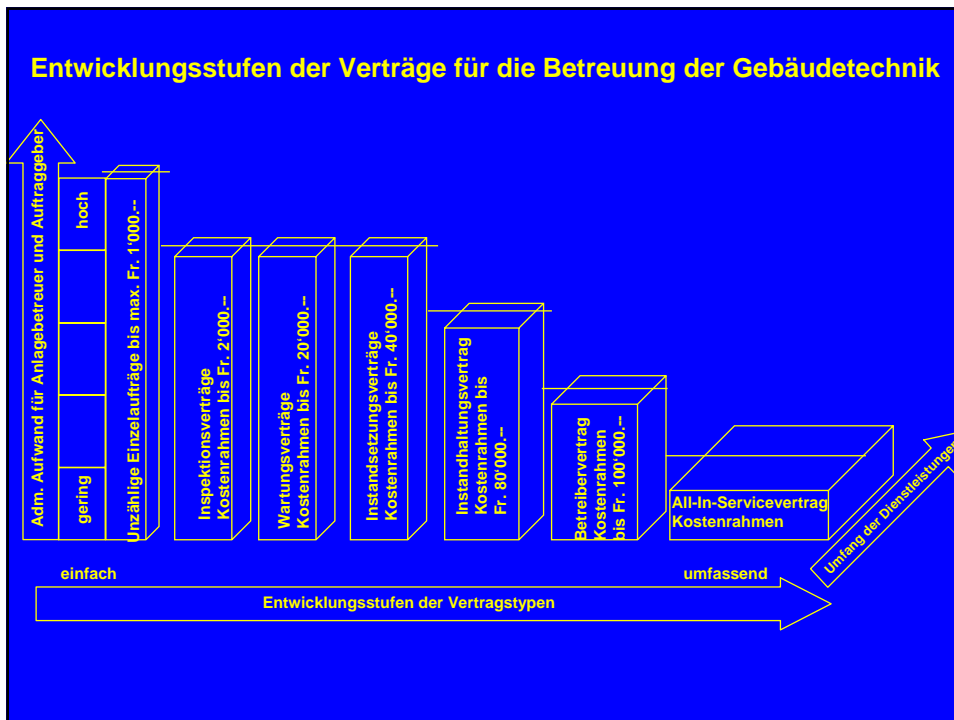 Entwicklungsstufen der Verträge für die Betreuung der Gebäudetechnik
Adm. Aufwand für Anlagebetreuer und Auftraggeber
hoch
gering
Unzählige Einzelaufträge bis max. Fr. 1'000.--
Inspektionsverträge
Kostenrahmen bis Fr. 2'000.--
Wartungsverträge
Kostenrahmen bis Fr. 20'000.--
Instandsetzungsverträge
Kostenrahmen bis Fr. 40'000.--
Instandhaltungsvertrag
Kostenrahmen bis
Fr. 80'000.--
Betreibervertrag
Kostenrahmen
bis Fr. 100'000.--
All-In-Servicevertrag
Kostenrahmen
Umfang der Dienstleistungen
einfach
umfassend
Entwicklungsstufen der Vertragstypen